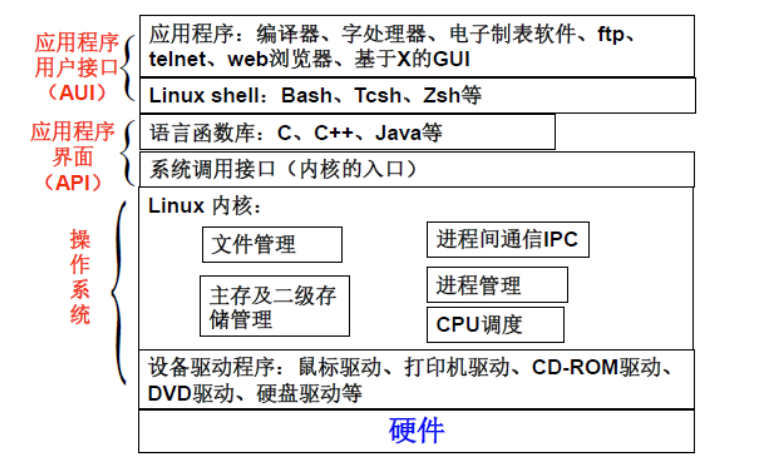 应用程序
用户接口
（AUI）
应用程序：编译器、字处理器、电子制表软件、ftp、
telnet、web浏览器、基于X的GUI
Linux shell：Bash、Tcsh、Zsh等
应用程序
界面
（API）
语言函数库：C、C++、Java等
系统调用接口（内核的入口）
操
作
系
统
Linux 内核：
文件管理
进程间通信IPC
主存及二级存
储管理
进程管理
CPU调度
设备驱动程序：鼠标驱动、打印机驱动、CD-ROM驱动、
DVD驱动、硬盘驱动等
硬件